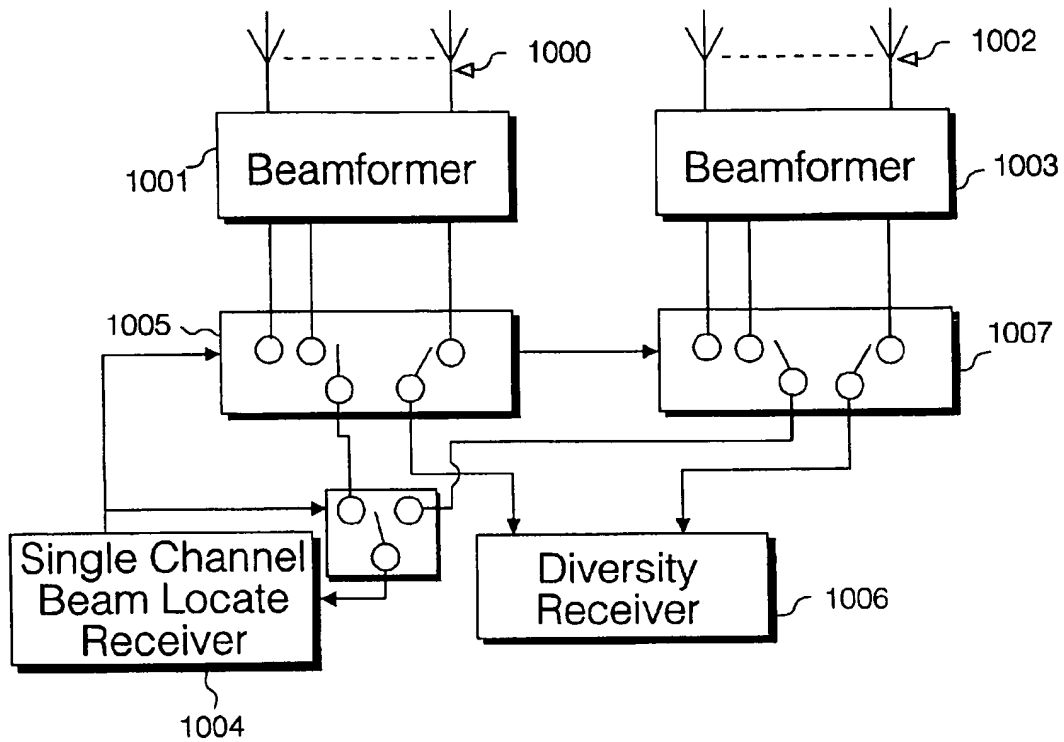 1000
1002
Beamformer
1001
Beamformer
1003
1005
1007
Single Channel
Beam Locate
Receiver
Diversity
Receiver
1006
1004